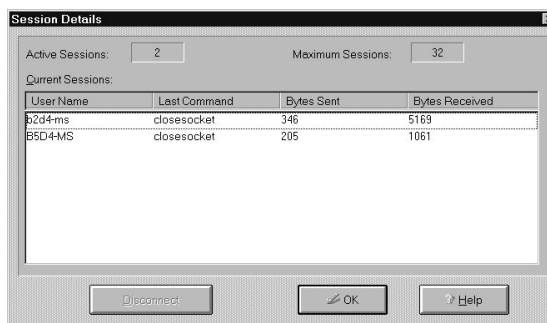 Session Details
Active Sessions: 2 Maximum Sessions: 32
Current Sessions:
User Name Last Command Bytes Sent Bytes Received
b2d4-ms closesocket 346 5169
B5D4-MS closesocket 205 1061
Disconnect OK Help